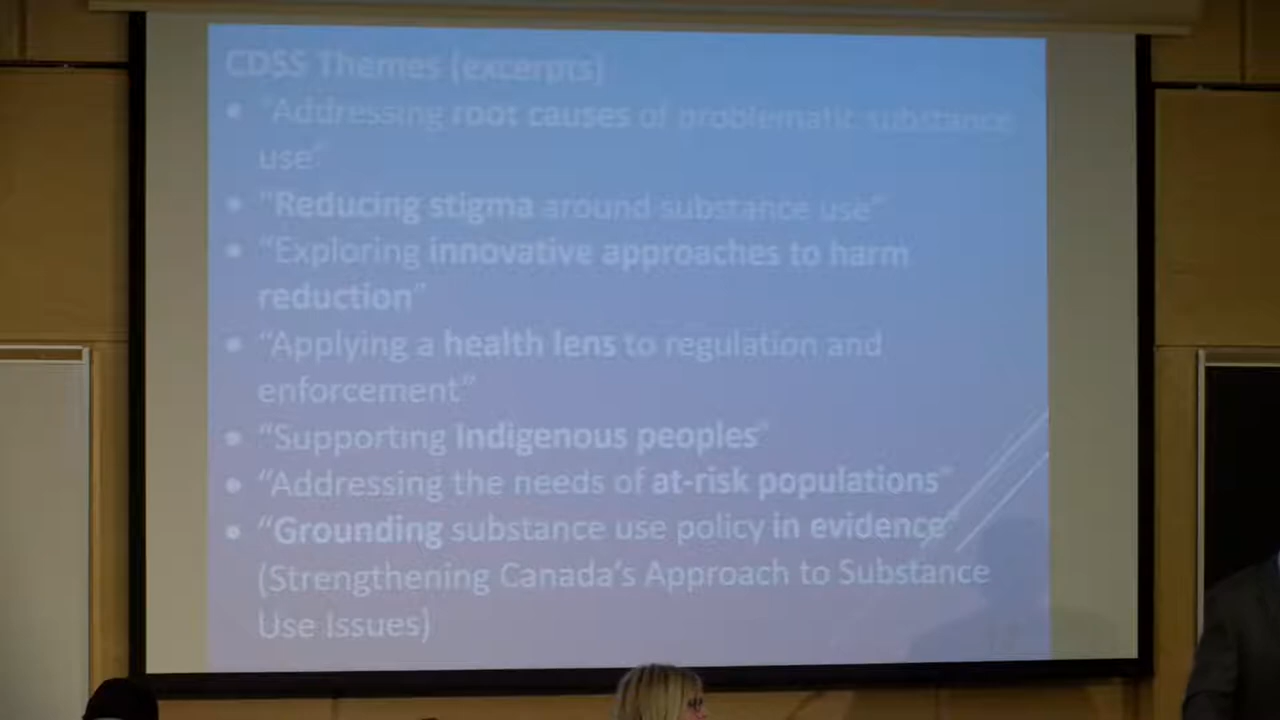 CDSS Themes (excerpts)
• "Addressing root causes of problematic substance
use"
• "Reducing stigma around substance use"
• "Exploring innovative approaches to harm
reduction"
• "Applying a health lens to regulation and
enforcement"
• "Supporting Indigenous peoples"
• "Addressing the needs of at-risk populations"
• "Grounding substance use policy in evidence"
(Strengthening Canada's Approach to Substance
Use Issues)